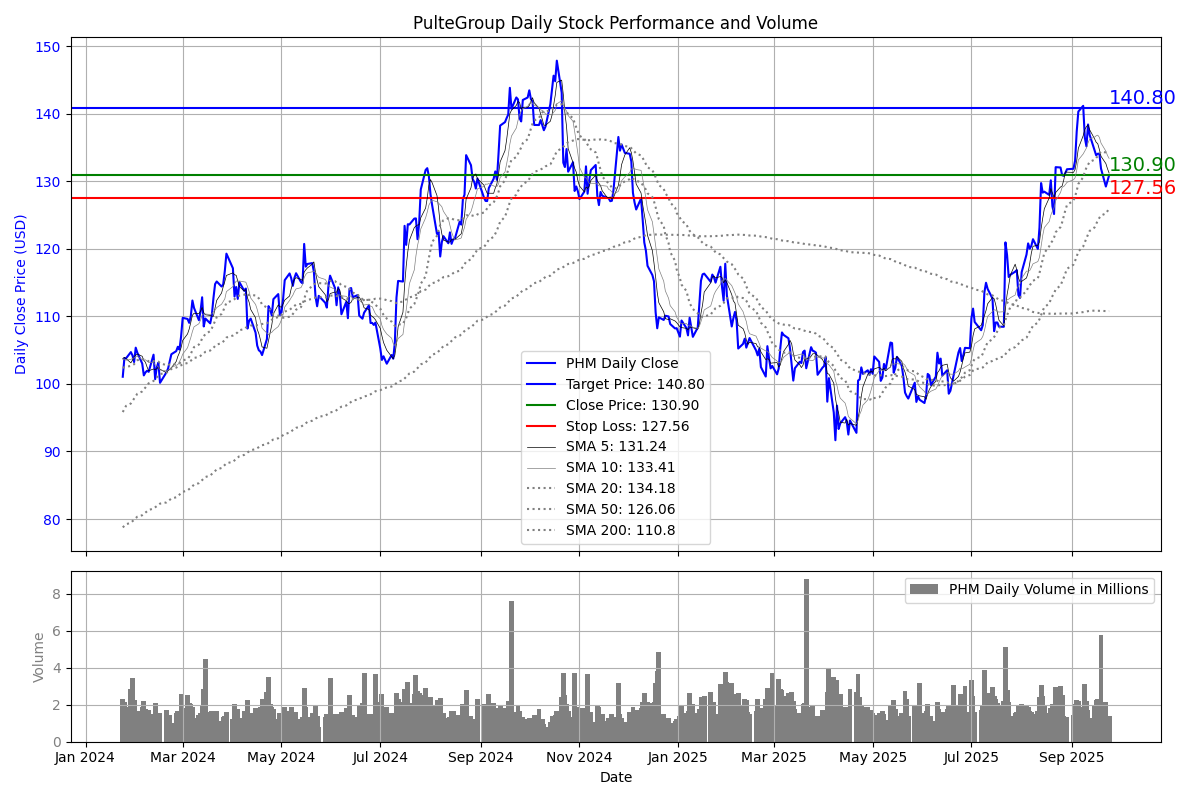 PulteGroup Daily Stock Performance and Volume
150
140
130
120
110
100
90
80
Daily Close Price (USD)
140.80
130.90
127.56
PHM Daily Close
Target Price: 140.80
Close Price: 130.90
Stop Loss: 127.56
SMA 5: 131.24
SMA 10: 133.41
SMA 20: 134.18
SMA 50: 126.06
SMA 200: 110.8
8
6
4
2
0
Volume
PHM Daily Volume in Millions
Jan 2024 Mar 2024 May 2024 Jul 2024 Sep 2024 Nov 2024 Jan 2025 Mar 2025 May 2025 Jul 2025 Sep 2025
Date